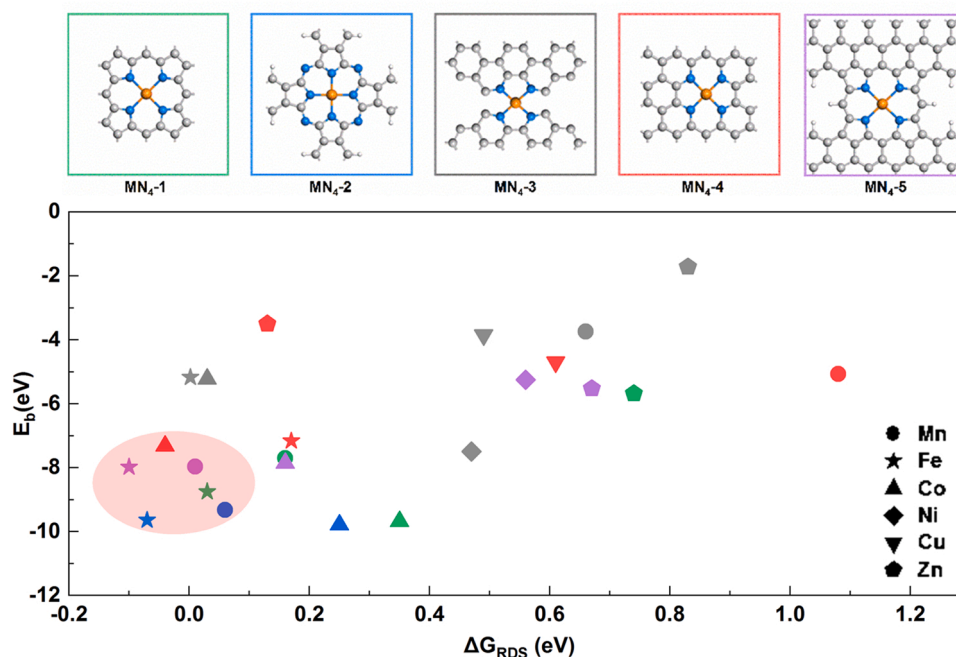 MN₄-1 MN₄-2 MN₄-3 MN₄-4 MN₄-5
0
-2
-4
-6
-8
-10
-12
E_b(eV)
Mn
Fe
Co
Ni
Cu
Zn
-0.2 0.0 0.2 0.4 0.6 0.8 1.0 1.2
ΔG_RDS (eV)